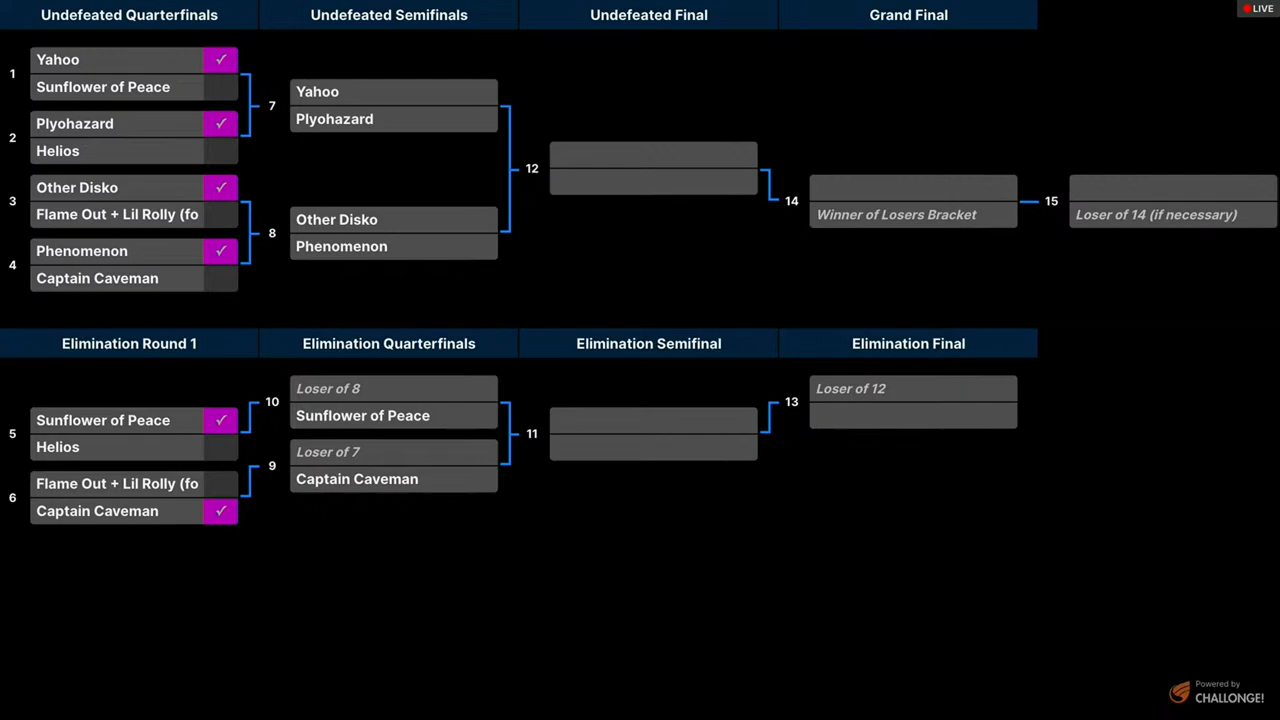 Undefeated Quarterfinals
Undefeated Semifinals
Undefeated Final
Grand Final
LIVE
1
Yahoo ✓
Sunflower of Peace
2
Plyohazard ✓
Helios
3
Other Disko ✓
Flame Out + Lil Rolly (fo
4
Phenomenon ✓
Captain Caveman
7
Yahoo
Plyohazard
8
Other Disko
Phenomenon
12
14
Winner of Losers Bracket
15
Loser of 14 (if necessary)
Elimination Round 1
Elimination Quarterfinals
Elimination Semifinal
Elimination Final
5
Sunflower of Peace ✓
Helios
6
Flame Out + Lil Rolly (fo
Captain Caveman ✓
10
Loser of 8
Sunflower of Peace
9
Loser of 7
Captain Caveman
11
13
Loser of 12
Powered by
CHALLONGE!